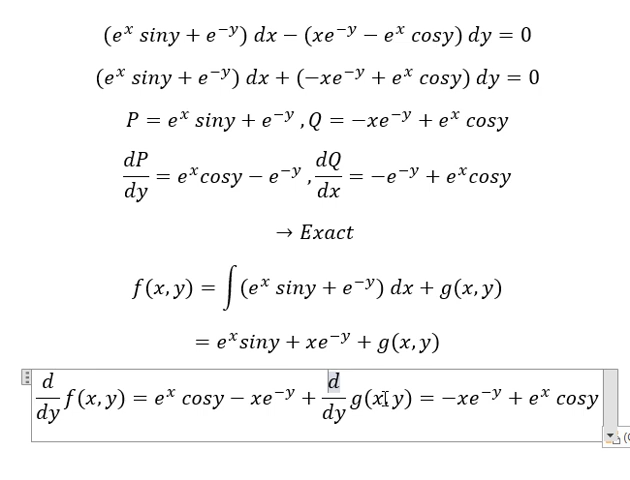 (e^x siny + e^−y) dx − (xe^−y − e^x cosy) dy = 0
(e^x siny + e^−y) dx + (−xe^−y + e^x cosy) dy = 0
P = e^x siny + e^−y , Q = −xe^−y + e^x cosy
dP/dy = e^x cosy − e^−y , dQ/dx = −e^−y + e^x cosy
→ Exact
f(x, y) = ∫ (e^x siny + e^−y) dx + g(x, y)
= e^x siny + xe^−y + g(x, y)
d/dy f(x, y) = e^x cosy − xe^−y + d/dy g(x, y) = −xe^−y + e^x cosy